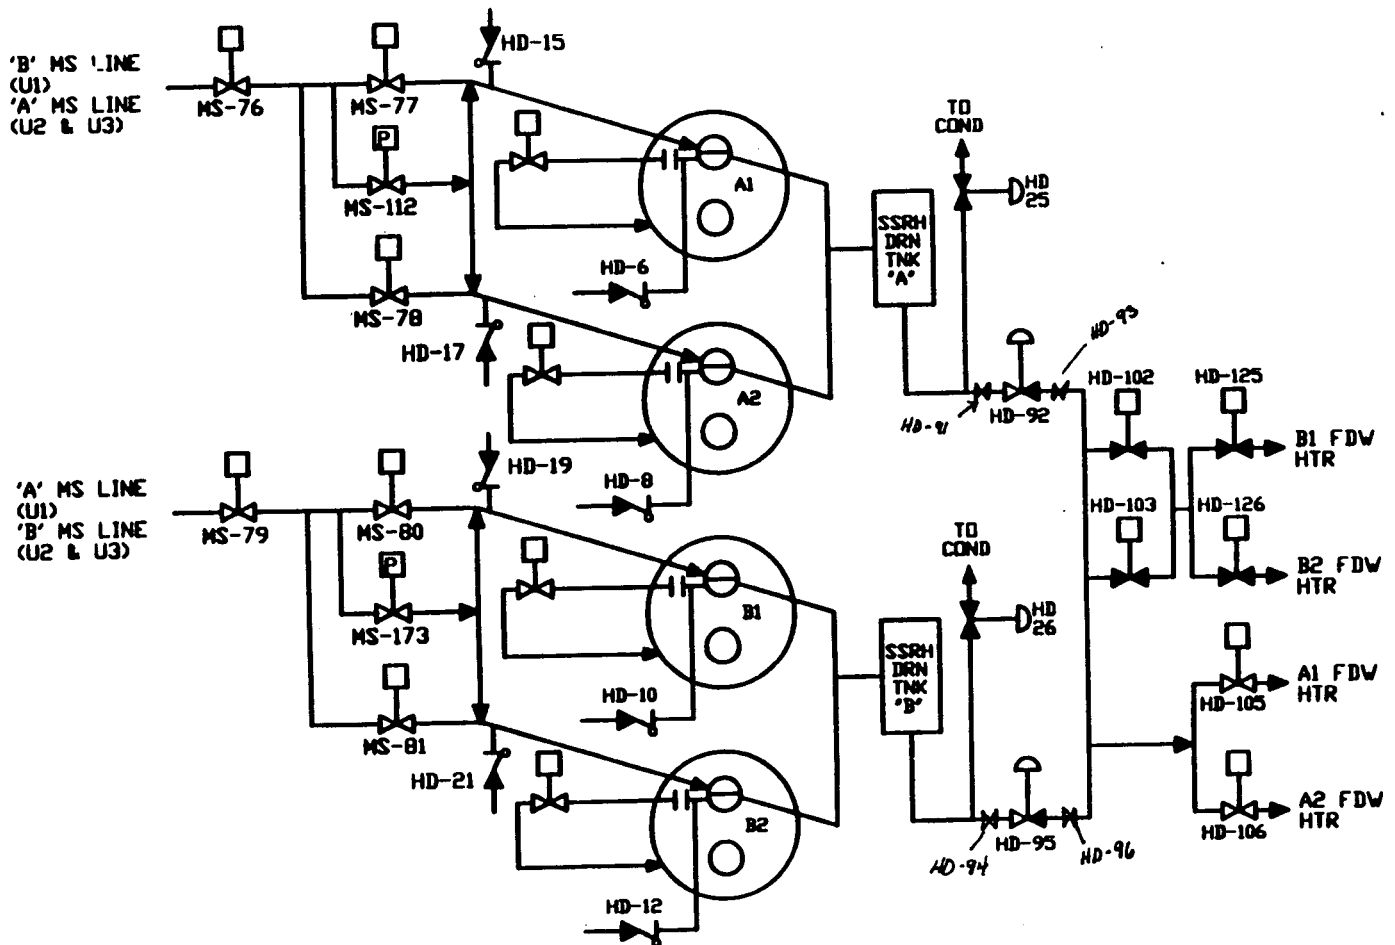 'B' MS LINE
(U1)
'A' MS LINE
(U2 & U3)
MS-76
MS-77
HD-15
P
MS-112
MS-78
HD-17
HD-6
A1
A2
HD-8
TO
COND
HD
25
SSRH
DRN
TNK
"A"
HD-93
HD-91
HD-92
HD-102
HD-125
B1 FDW
HTR
HD-103
HD-126
B2 FDW
HTR
'A' MS LINE
(U1)
'B' MS LINE
(U2 & U3)
MS-79
MS-80
HD-19
P
MS-173
MS-81
HD-21
HD-10
B1
B2
HD-12
TO
COND
HD
26
SSRH
DRN
TNK
"B"
HD-94
HD-95
HD-96
A1 FDW
HTR
HD-105
A2 FDW
HTR
HD-106